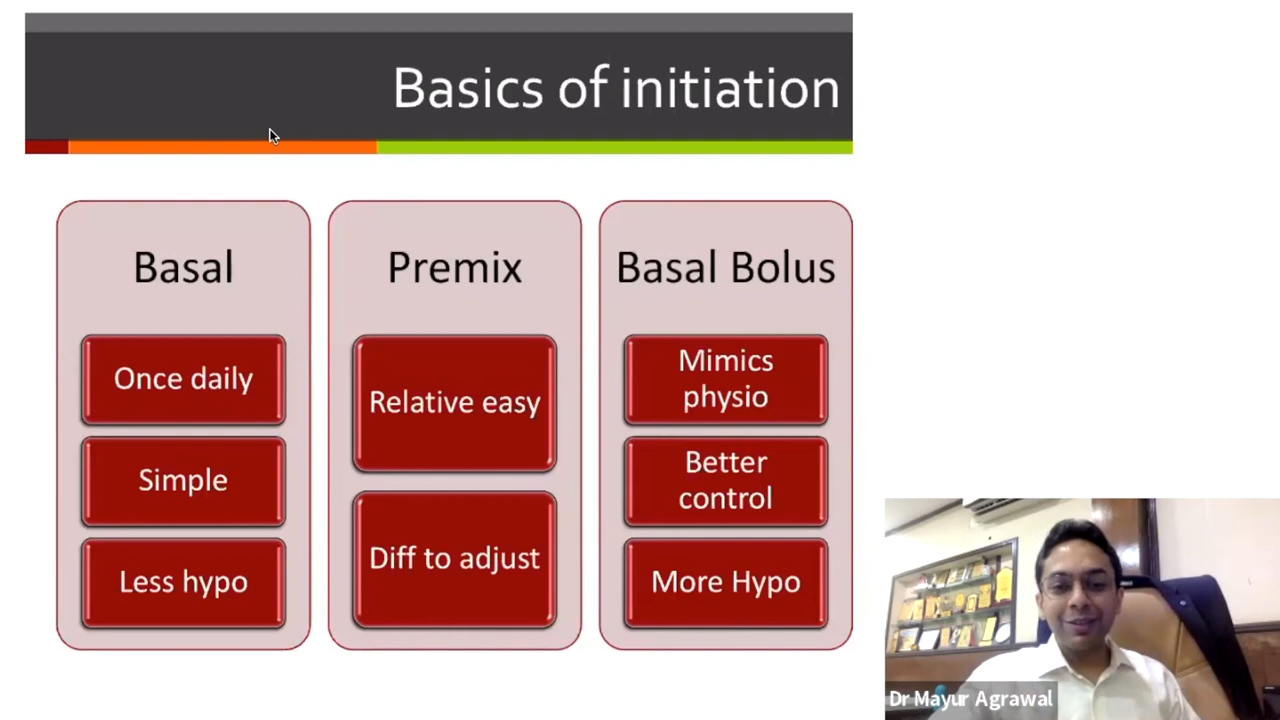 Basics of initiation
Basal
Once daily
Simple
Less hypo
Premix
Relative easy
Diff to adjust
Basal Bolus
Mimics
physio
Better
control
More Hypo
Dr Mayur Agrawal